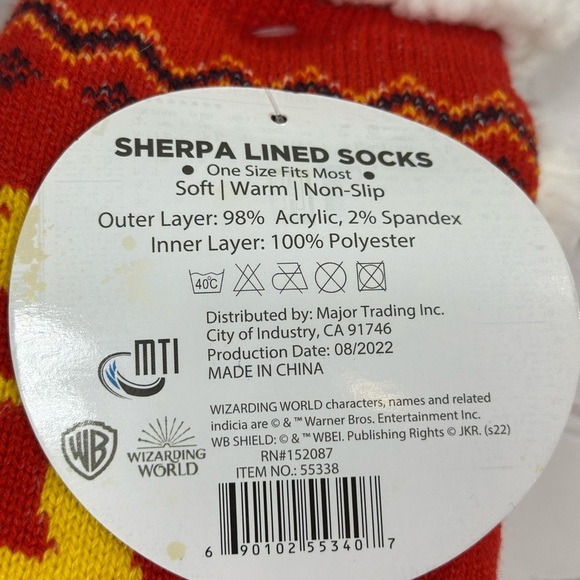 SHERPA LINED SOCKS
• One Size Fits Most •
Soft | Warm | Non-Slip
Outer Layer: 98% Acrylic, 2% Spandex
Inner Layer: 100% Polyester
40°C
Distributed by: Major Trading Inc.
City of Industry, CA 91746
Production Date: 08/2022
MADE IN CHINA
MTI
WIZARDING WORLD characters, names and related
indicia are © & ™ Warner Bros. Entertainment Inc.
WB SHIELD: © & ™ WBEI. Publishing Rights © JKR. (s22)
WB
WIZARDING
WORLD
RN#152087
ITEM NO.: 55338
6 90102 55340 7